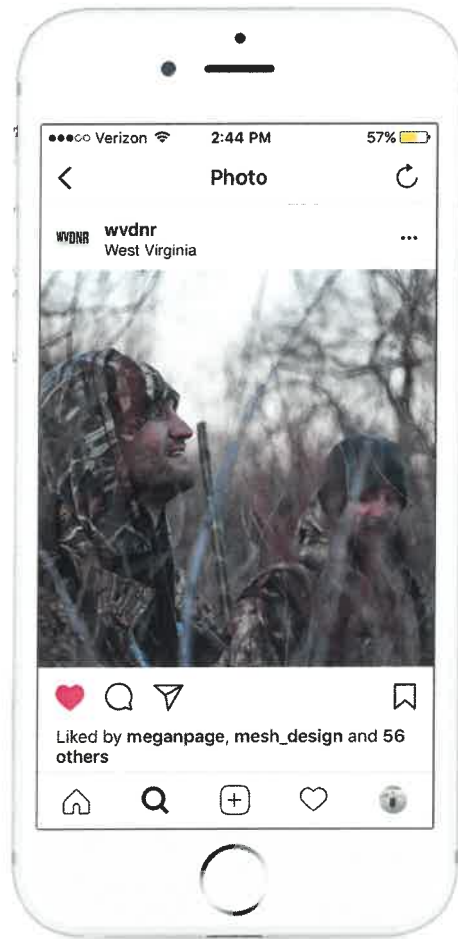 Verizon 2:44 PM 57%
Photo
WVDNR wvdnr
West Virginia
Liked by meganpage, mesh_design and 56
others